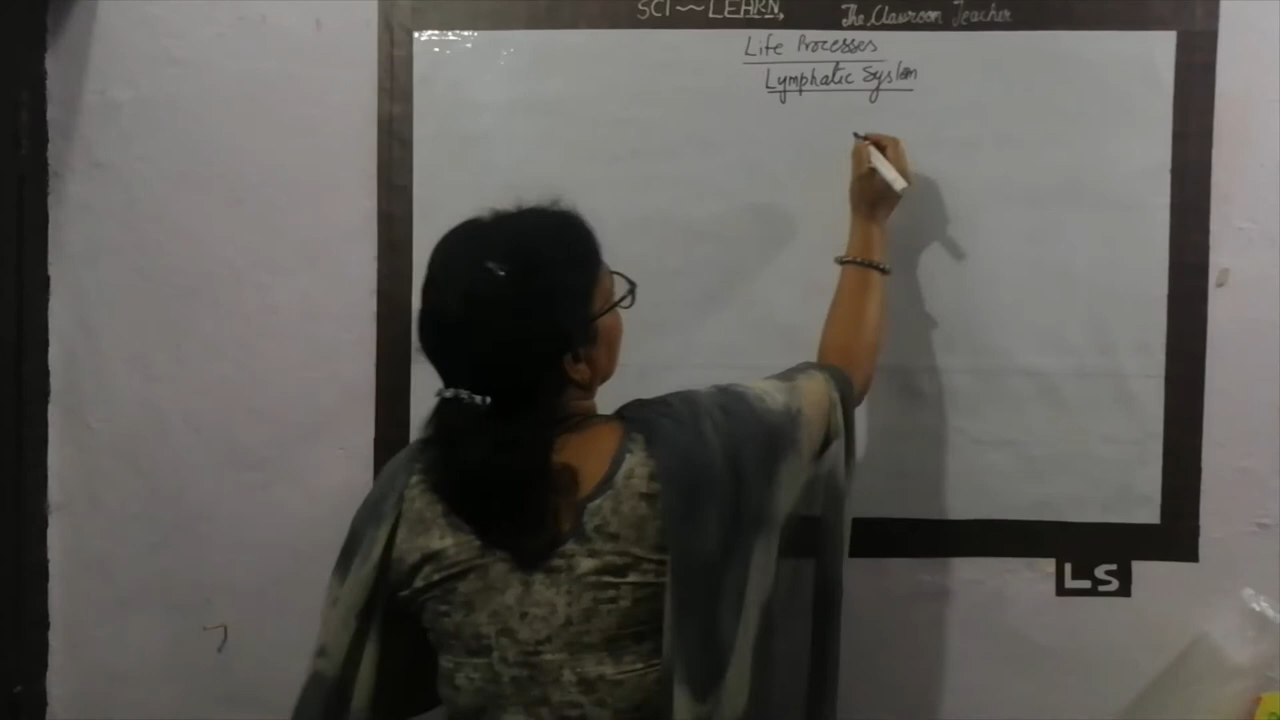 SCI~LEARN, The Classroom Teacher
Life Processes
Lymphatic System
LS